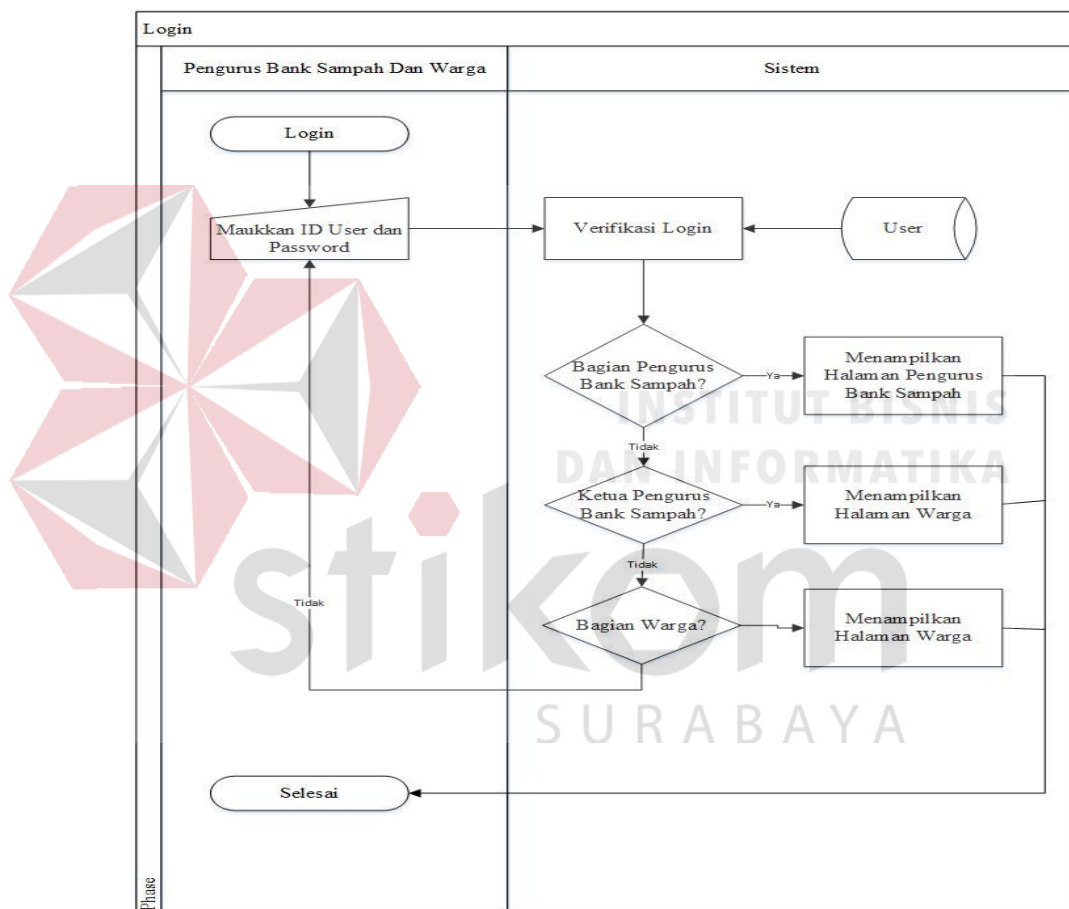 Login
Pengurus Bank Sampah Dan Warga
Sistem
Login
Maukkan ID User dan
Password
Verifikasi Login
User
Bagian Pengurus
Bank Sampah?
Ya
Menampilkan
Halaman Pengurus
Bank Sampah
INSTITUT BISNIS
DAN INFORMATIKA
Tidak
Ketua Pengurus
Bank Sampah?
Ya
Menampilkan
Halaman Warga
Tidak
stikom
Tidak
Bagian Warga?
Menampilkan
Halaman Warga
SURABAYA
Selesai
Phase